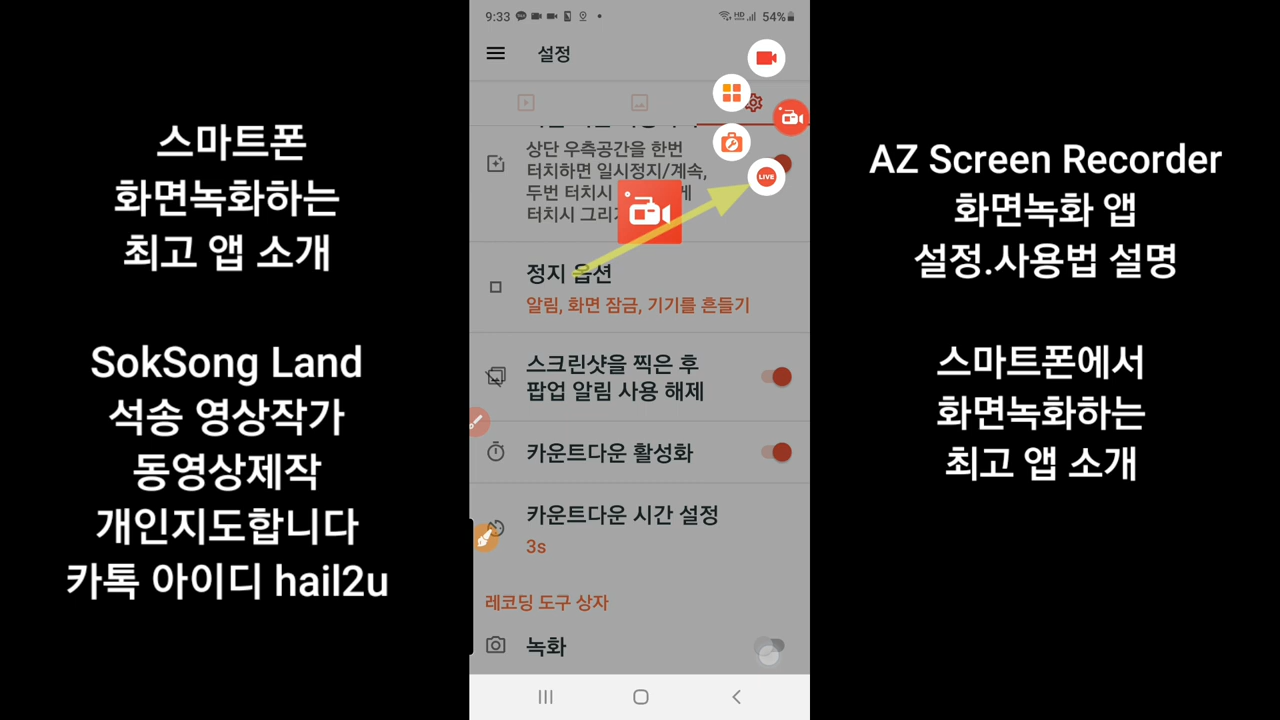 스마트폰
화면녹화하는
최고 앱 소개
SokSong Land
석송 영상작가
동영상제작
개인지도합니다
카톡 아이디 hail2u
9:33
HD
54%
설정
상단 우측공간을 한번
터치하면 일시정지/계속,
두번 터치시
게
터치시 그리기
LIVE
정지 옵션
알림, 화면 잠금, 기기를 흔들기
스크린샷을 찍은 후
팝업 알림 사용 해제
카운트다운 활성화
카운트다운 시간 설정
3s
레코딩 도구 상자
녹화
AZ Screen Recorder
화면녹화 앱
설정.사용법 설명
스마트폰에서
화면녹화하는
최고 앱 소개